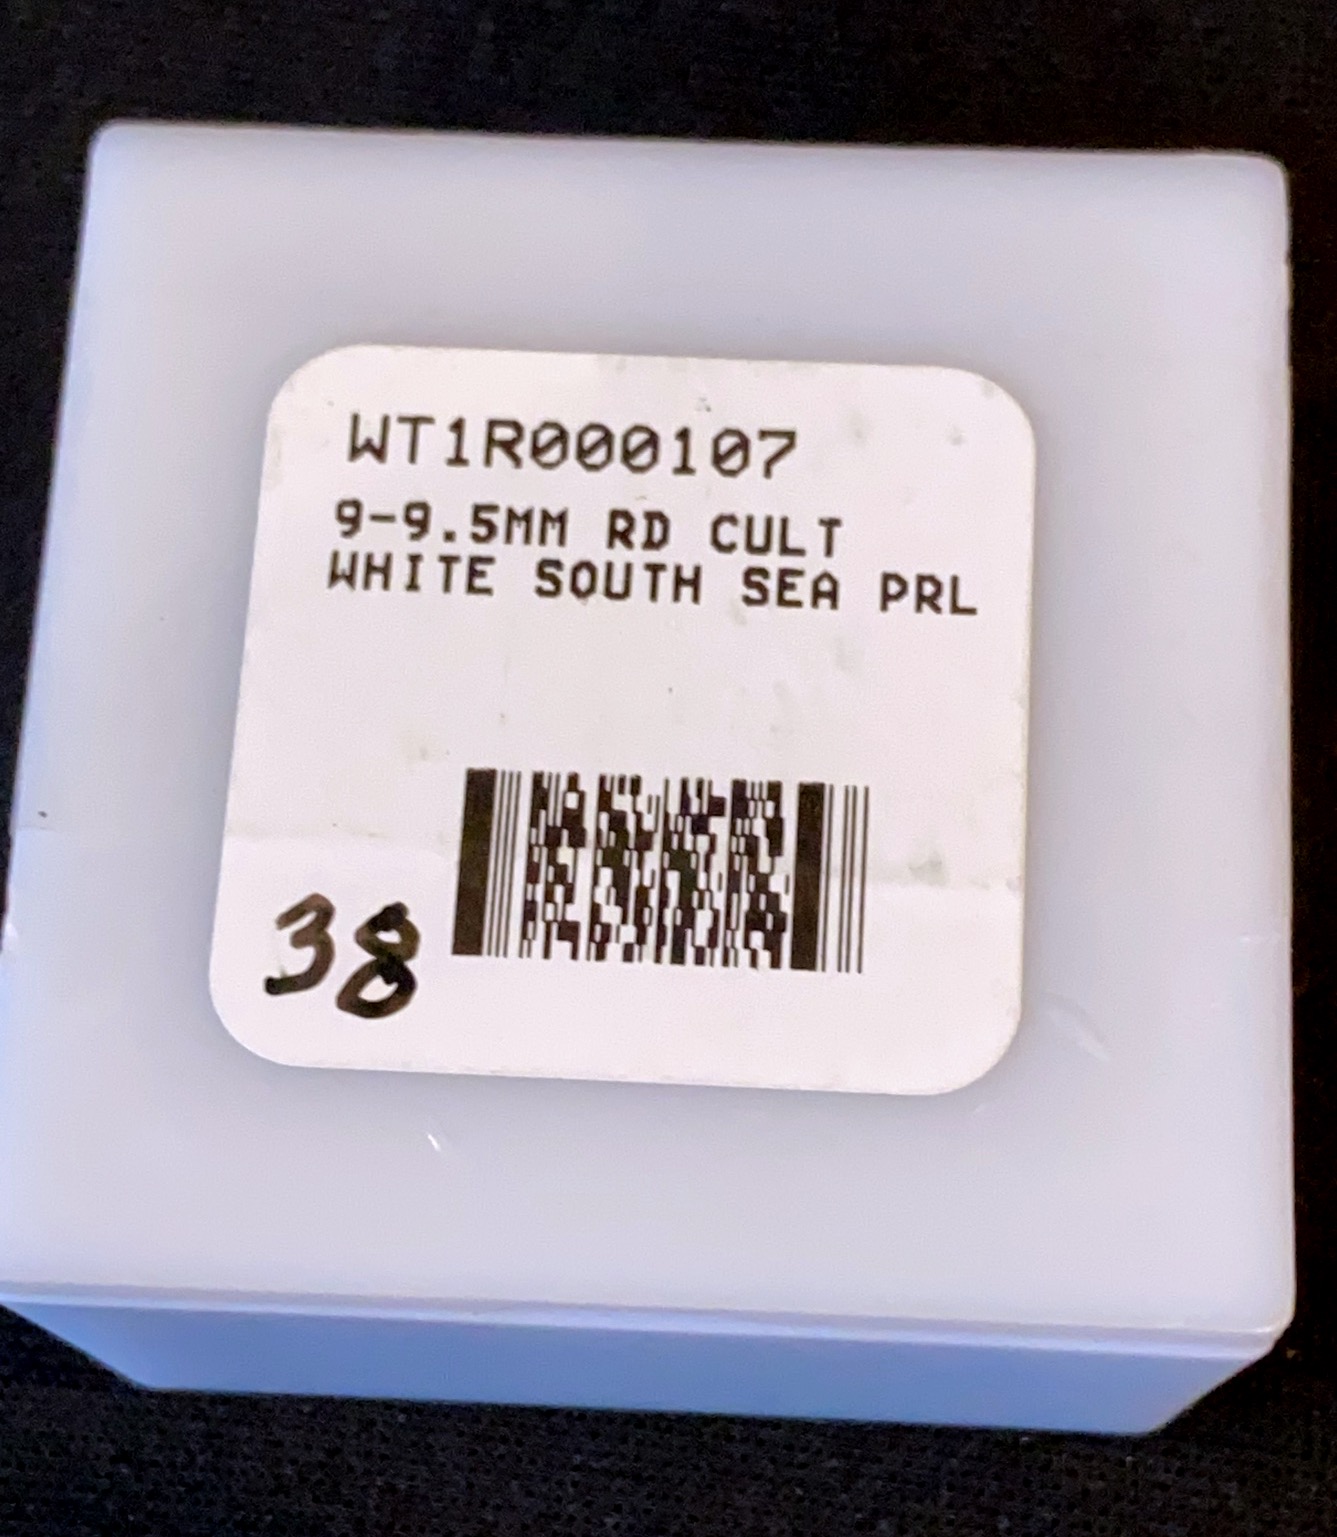 WT1R000107
9-9.5MM RD CULT
WHITE SOUTH SEA PRL
38